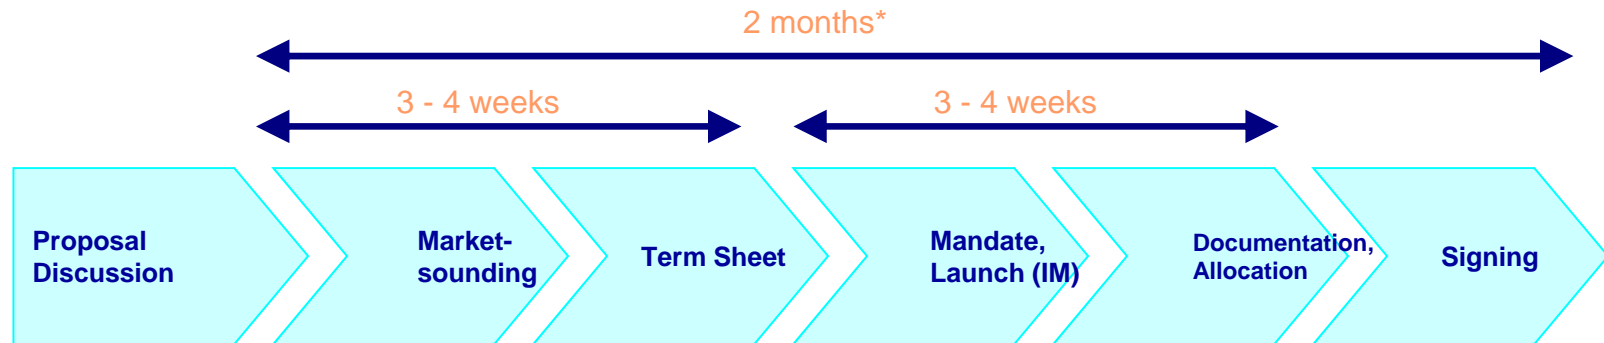 2 months*
3 - 4 weeks
3 - 4 weeks
Proposal
Discussion
Market-
sounding
Term Sheet
Mandate,
Launch (IM)
Documentation,
Allocation
Signing